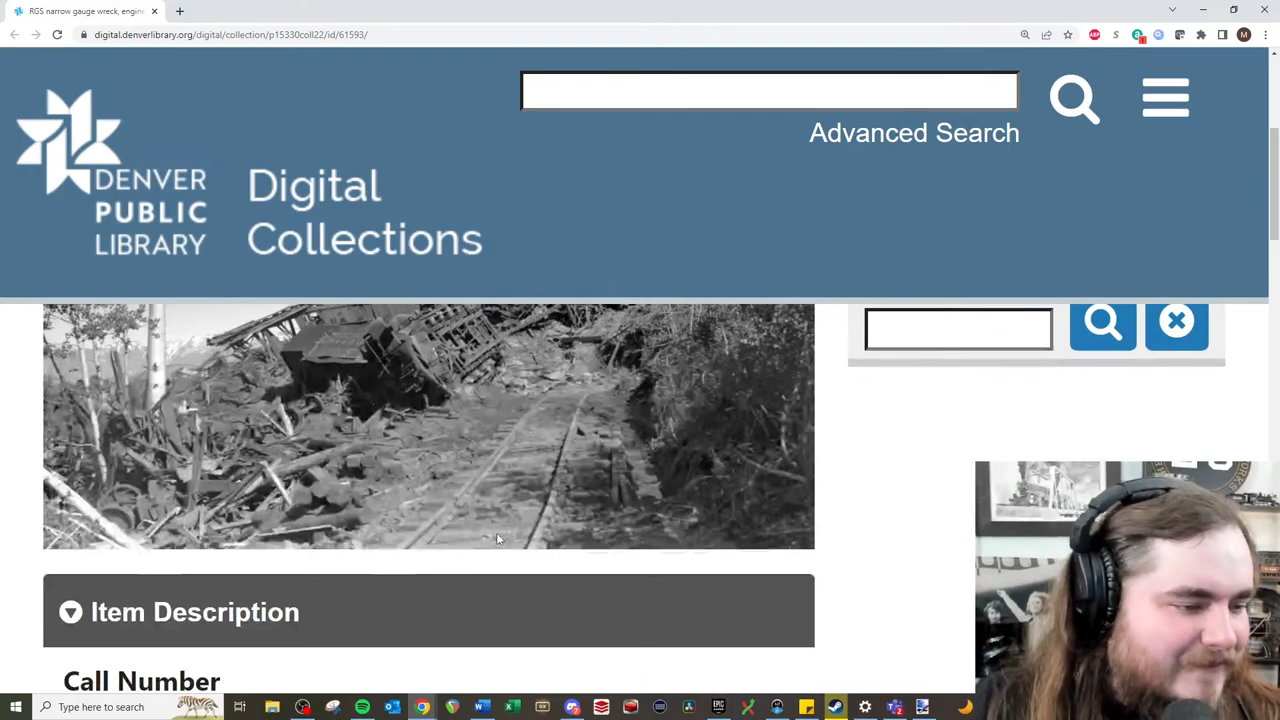 RGS narrow gauge wreck, engine
digital.denverlibrary.org/digital/collection/p15330coll22/id/61593/
M
Advanced Search
DENVER
PUBLIC
LIBRARY
Digital
Collections
Item Description
Call Number
Type here to search